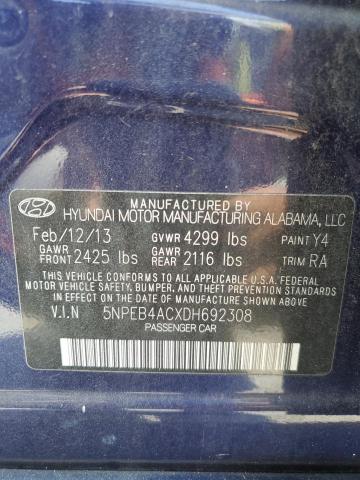 MANUFACTURED BY
HYUNDAI MOTOR MANUFACTURING ALABAMA, LLC
Feb/12/13 GVWR 4299 lbs PAINT Y4
GAWR FRONT 2425 lbs GAWR REAR 2116 lbs TRIM RA
THIS VEHICLE CONFORMS TO ALL APPLICABLE U.S.A. FEDERAL
MOTOR VEHICLE SAFETY, BUMPER, AND THEFT PREVENTION
STANDARDS IN EFFECT ON THE DATE OF MANUFACTURE SHOWN ABOVE.
V.I.N 5NPEB4ACXDH692308
PASSENGER CAR